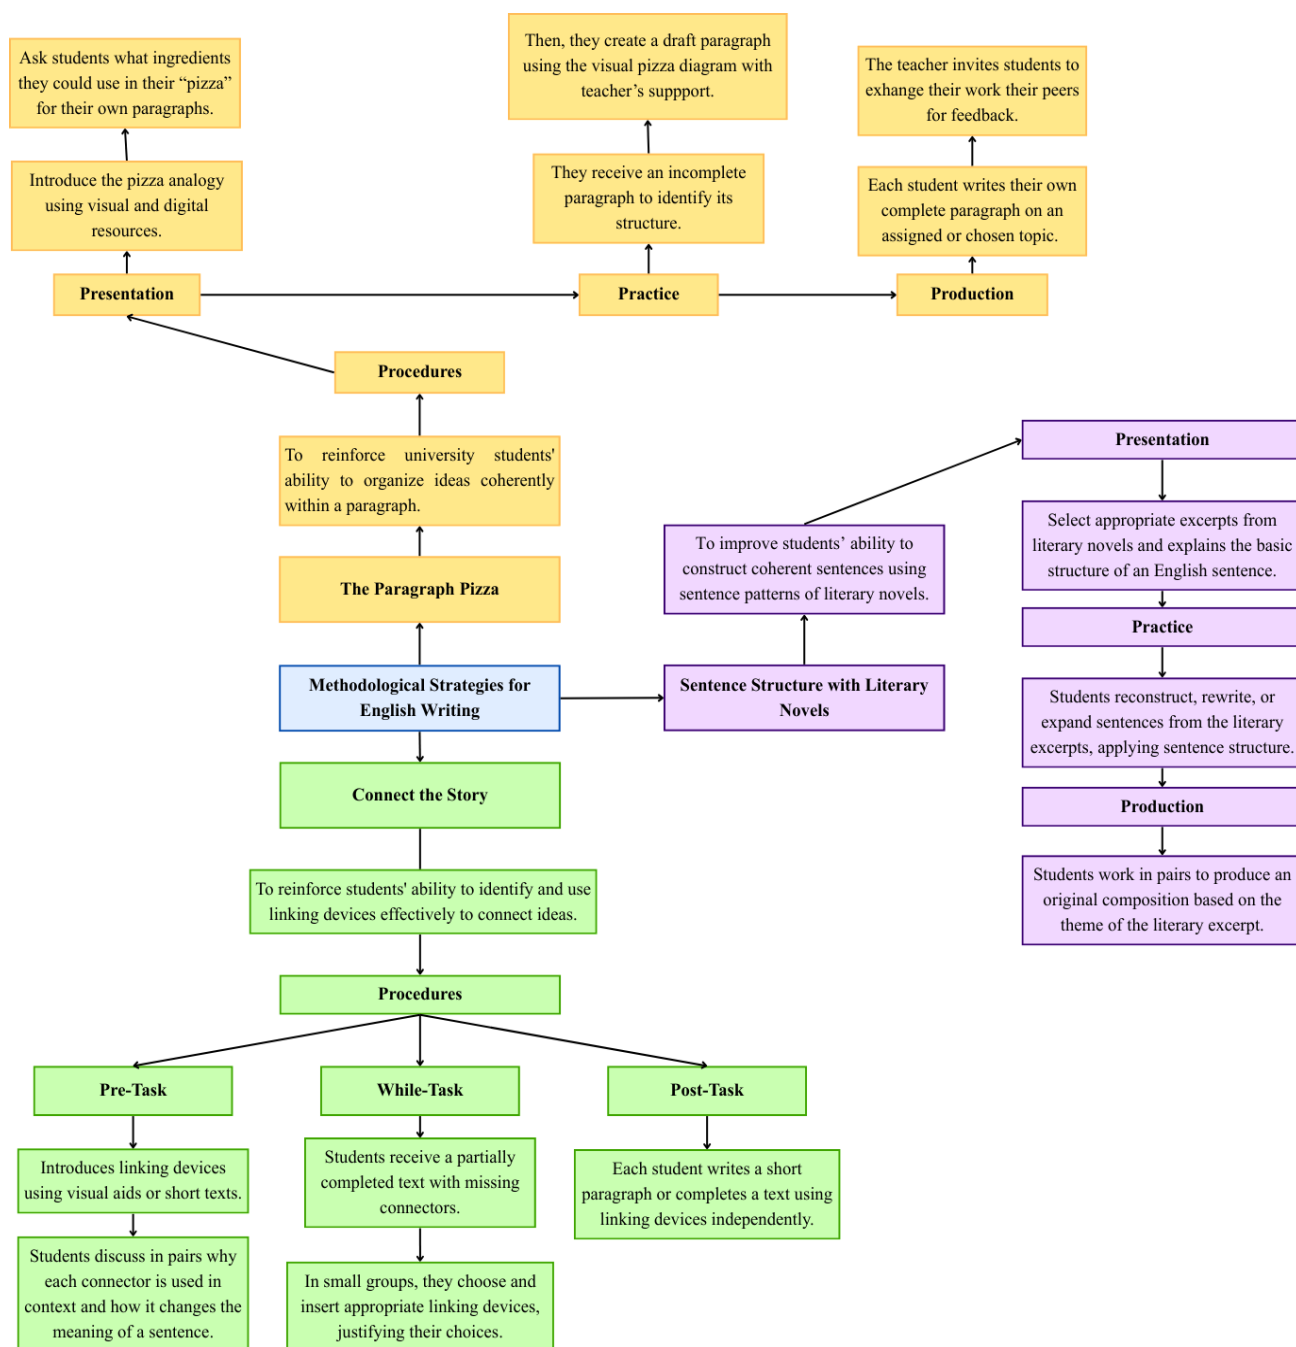 Ask students what ingredients
they could use in their “pizza”
for their own paragraphs.
Then, they create a draft paragraph
using the visual pizza diagram with
teacher’s suppport.
The teacher invites students to
exhange their work their peers
for feedback.
Introduce the pizza analogy
using visual and digital
resources.
They receive an incomplete
paragraph to identify its
structure.
Each student writes their own
complete paragraph on an
assigned or chosen topic.
Presentation
Practice
Production
Procedures
To reinforce university students'
ability to organize ideas coherently
within a paragraph.
The Paragraph Pizza
Methodological Strategies for
English Writing
To improve students’ ability to
construct coherent sentences using
sentence patterns of literary novels.
Sentence Structure with Literary
Novels
Presentation
Select appropriate excerpts from
literary novels and explains the basic
structure of an English sentence.
Practice
Students reconstruct, rewrite, or
expand sentences from the literary
excerpts, applying sentence structure.
Production
Students work in pairs to produce an
original composition based on the
theme of the literary excerpt.
Connect the Story
To reinforce students' ability to identify and use
linking devices effectively to connect ideas.
Procedures
Pre-Task
While-Task
Post-Task
Introduces linking devices
using visual aids or short texts.
Students discuss in pairs why
each connector is used in
context and how it changes the
meaning of a sentence.
Students receive a partially
completed text with missing
connectors.
In small groups, they choose and
insert appropriate linking devices,
justifying their choices.
Each student writes a short
paragraph or completes a text using
linking devices independently.